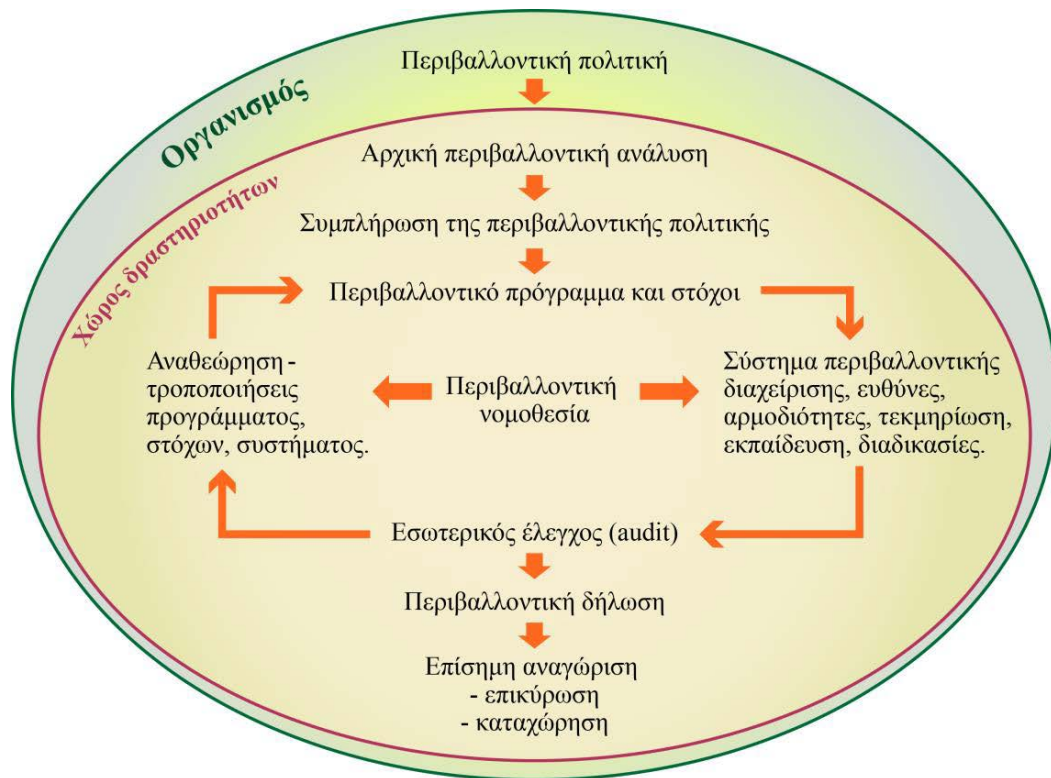 Οργανισμός
Περιβαλλοντική πολιτική
Χώρος δραστηριοτήτων
Αρχική περιβαλλοντική ανάλυση
Συμπλήρωση της περιβαλλοντικής πολιτικής
Περιβαλλοντικό πρόγραμμα και στόχοι
Αναθεώρηση -
τροποποιήσεις
προγράμματος,
στόχων, συστήματος.
Περιβαλλοντική
νομοθεσία
Σύστημα περιβαλλοντικής
διαχείρισης, ευθύνες,
αρμοδιότητες, τεκμηρίωση,
εκπαίδευση, διαδικασίες.
Εσωτερικός έλεγχος (audit)
Περιβαλλοντική δήλωση
Επίσημη αναγώριση
- επικύρωση
- καταχώρηση